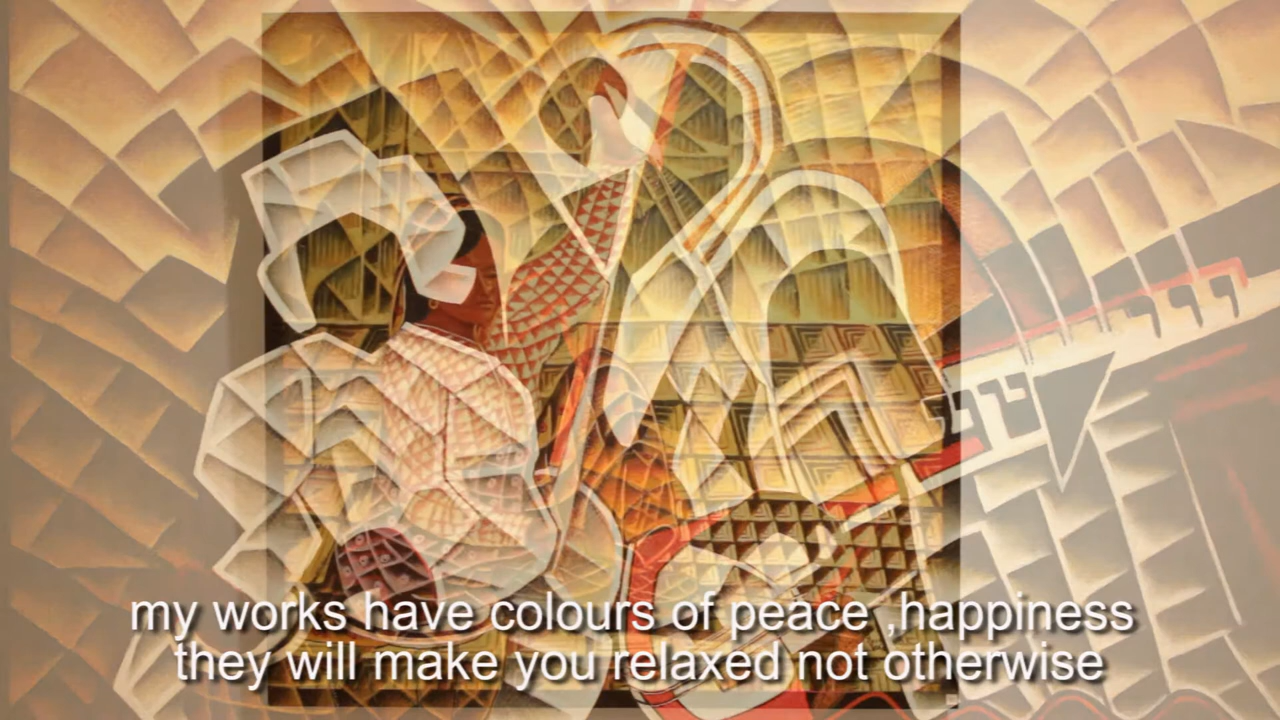 my works have colours of peace ,happiness
they will make you relaxed not otherwise